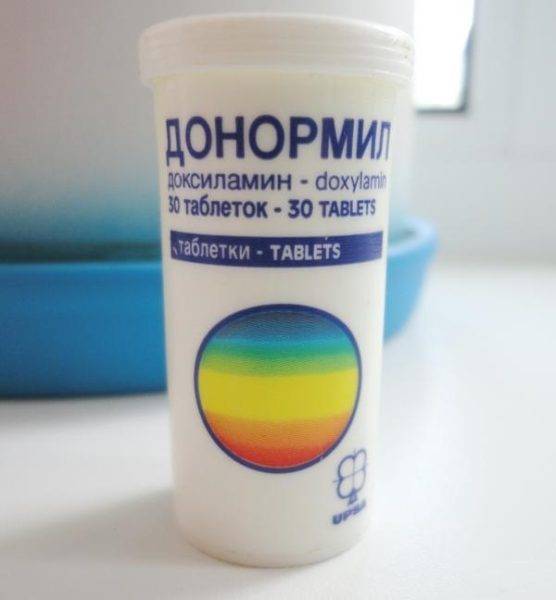 ДОНОРМИЛ
доксиламин - doxylamin
30 таблеток - 30 TABLETS
таблетки - TABLETS
UPSA